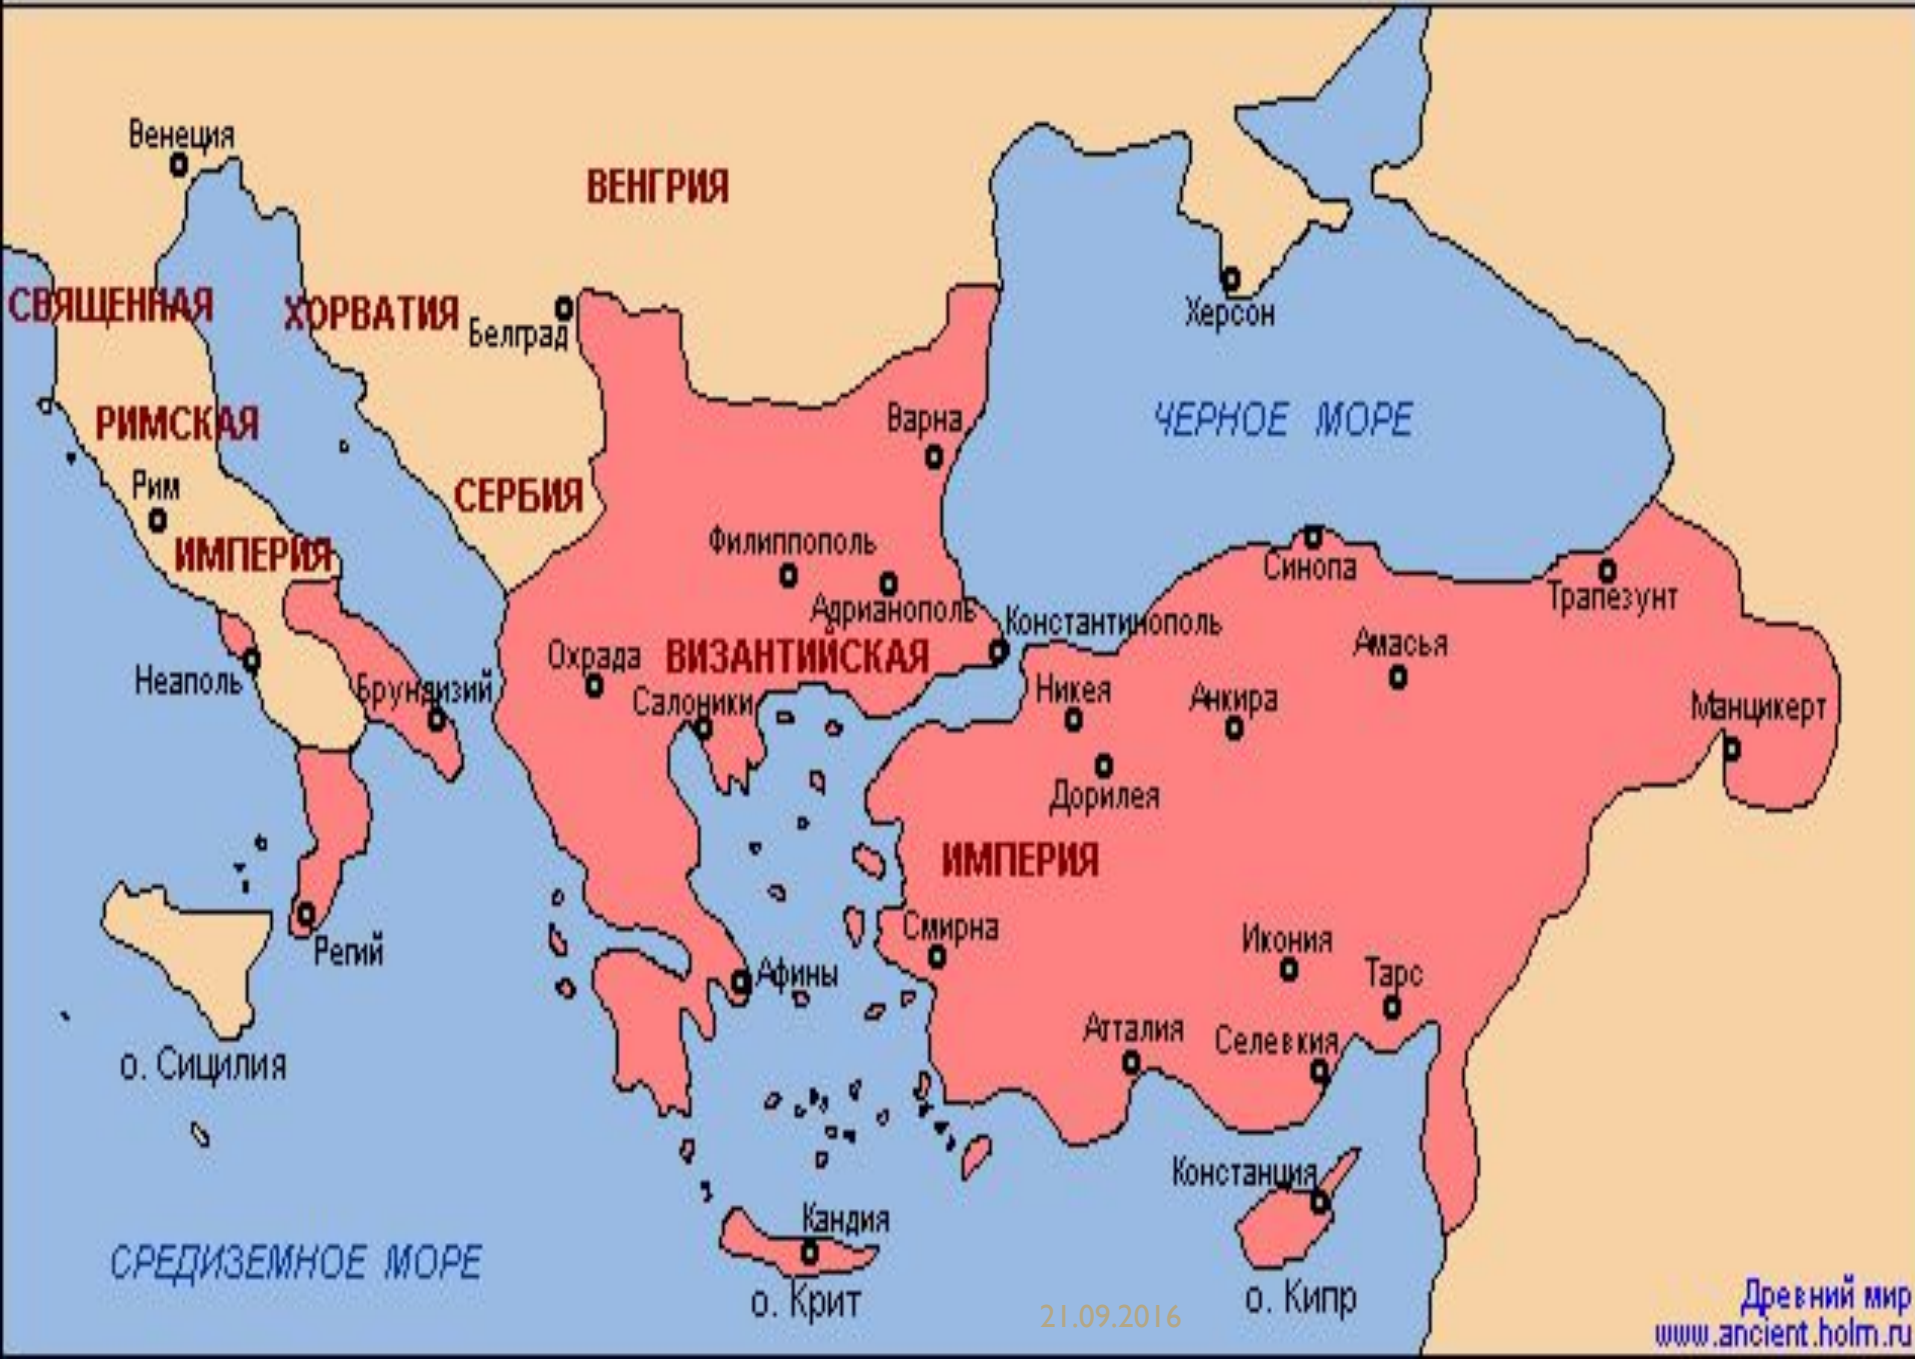 Венеция
ВЕНГРИЯ
СВЯЩЕННАЯ
ХОРВАТИЯ
Белград
Херсон
РИМСКАЯ
Варна
ЧЕРНОЕ МОРЕ
Рим
СЕРБИЯ
ИМПЕРИЯ
Филиппополь
Адрианополь
Синопа
Трапезунт
Константинополь
Охрада
ВИЗАНТИЙСКАЯ
Амасья
Неаполь
Брундизий
Салоники
Никея
Анкира
Манцикерт
Дорилея
ИМПЕРИЯ
Регий
Смирна
Икония
Афины
Тарс
о. Сицилия
Атталия
Селевкия
Констанция
Кандия
СРЕДИЗЕМНОЕ МОРЕ
о. Крит
о. Кипр
21.09.2016
Древний мир
www.ancient.holm.ru